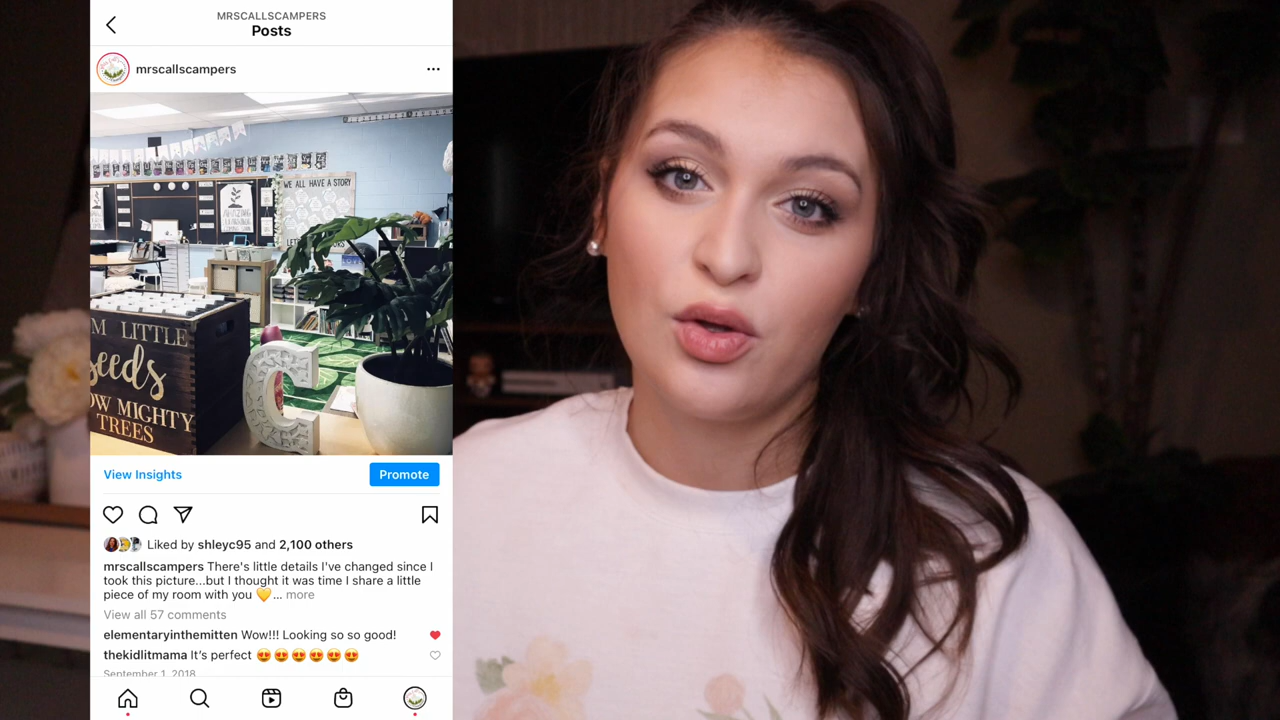 MRSCALLSCAMPERS
Posts
mrscallscampers
WE ALL HAVE A STORY
M LITTLE
seeds
OW MIGHTY
TREES
C
View Insights
Promote
Liked by shleyc95 and 2,100 others
mrscallscampers There's little details I've changed since I
took this picture...but I thought it was time I share a little
piece of my room with you 💛... more
View all 57 comments
elementaryinthemitten Wow!!! Looking so so good!
thekidlitmama It's perfect 😍😍😍😍😍😍
September 1, 2018